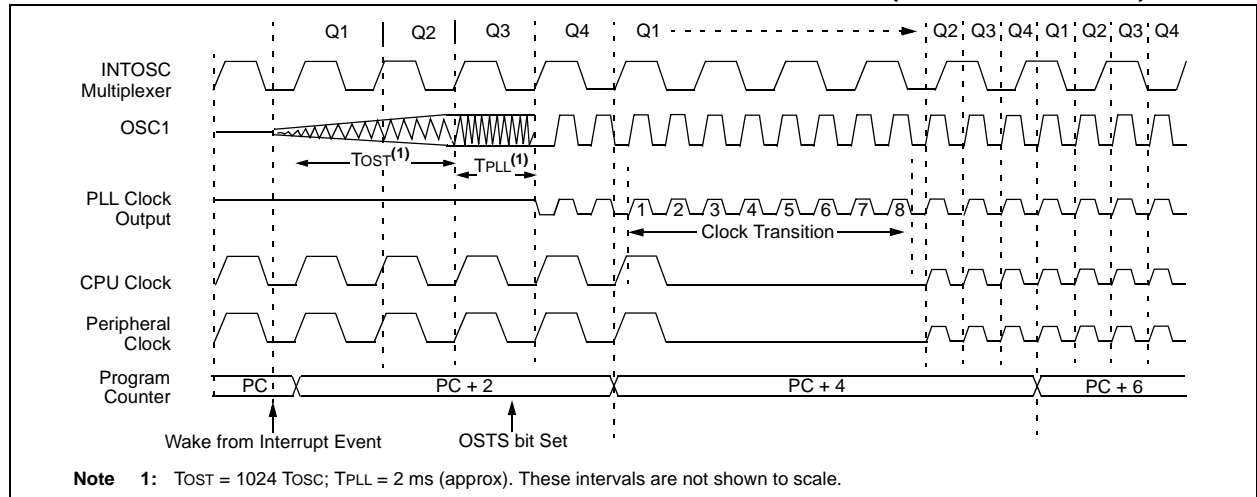 Q1 Q2 Q3 Q4 Q1 Q2 Q3 Q4 Q1 Q2 Q3 Q4
INTOSC
Multiplexer
OSC1
TOST(1)
TPLL(1)
PLL Clock
Output
1 2 3 4 5 6 7 8
Clock Transition
CPU Clock
Peripheral
Clock
Program
Counter
PC PC + 2 PC + 4 PC + 6
Wake from Interrupt Event OSTS bit Set
Note 1: TOST = 1024 TOSC; TPLL = 2 ms (approx). These intervals are not shown to scale.